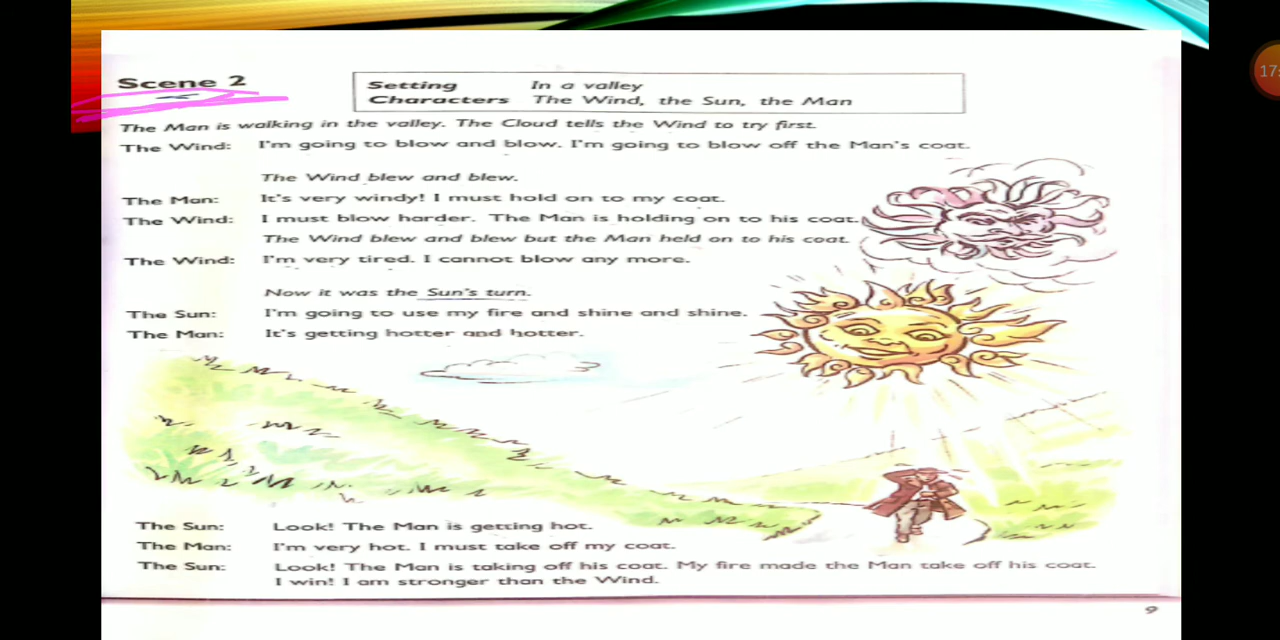 Scene 2
Setting In a valley
Characters The Wind, the Sun, the Man
The Man is walking in the valley. The Cloud tells the Wind to try first.
The Wind: I'm going to blow and blow. I'm going to blow off the Man's coat.
The Wind blew and blew.
The Man: It's very windy! I must hold on to my coat.
The Wind: I must blow harder. The Man is holding on to his coat.
The Wind blew and blew but the Man held on to his coat.
The Wind: I'm very tired. I cannot blow any more.
Now it was the Sun's turn.
The Sun: I'm going to use my fire and shine and shine.
The Man: It's getting hotter and hotter.
The Sun: Look! The Man is getting hot.
The Man: I'm very hot. I must take off my coat.
The Sun: Look! The Man is taking off his coat. My fire made the Man take off his coat.
I win! I am stronger than the Wind.
9